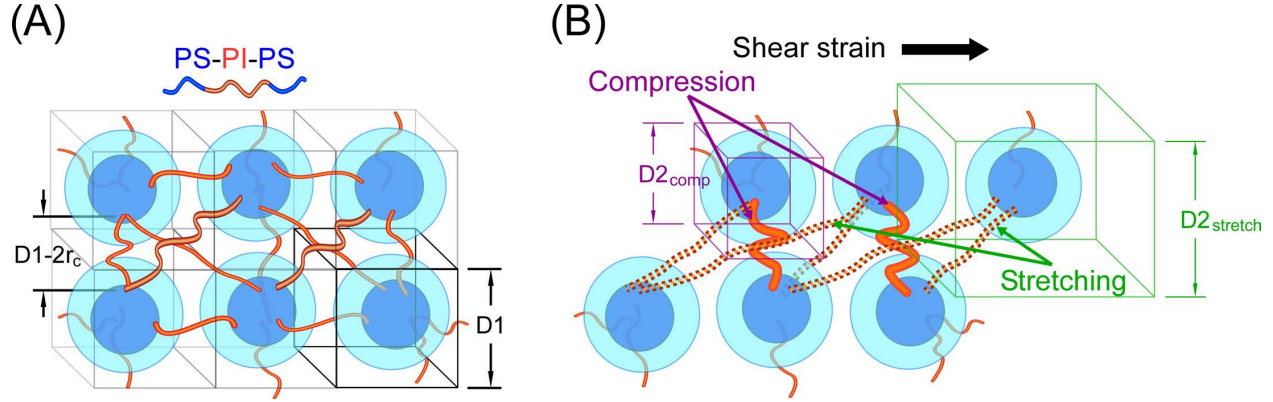 (A)
PS-PI-PS
D1-2rc
D1
(B)
Shear strain
Compression
D2comp
D2stretch
Stretching